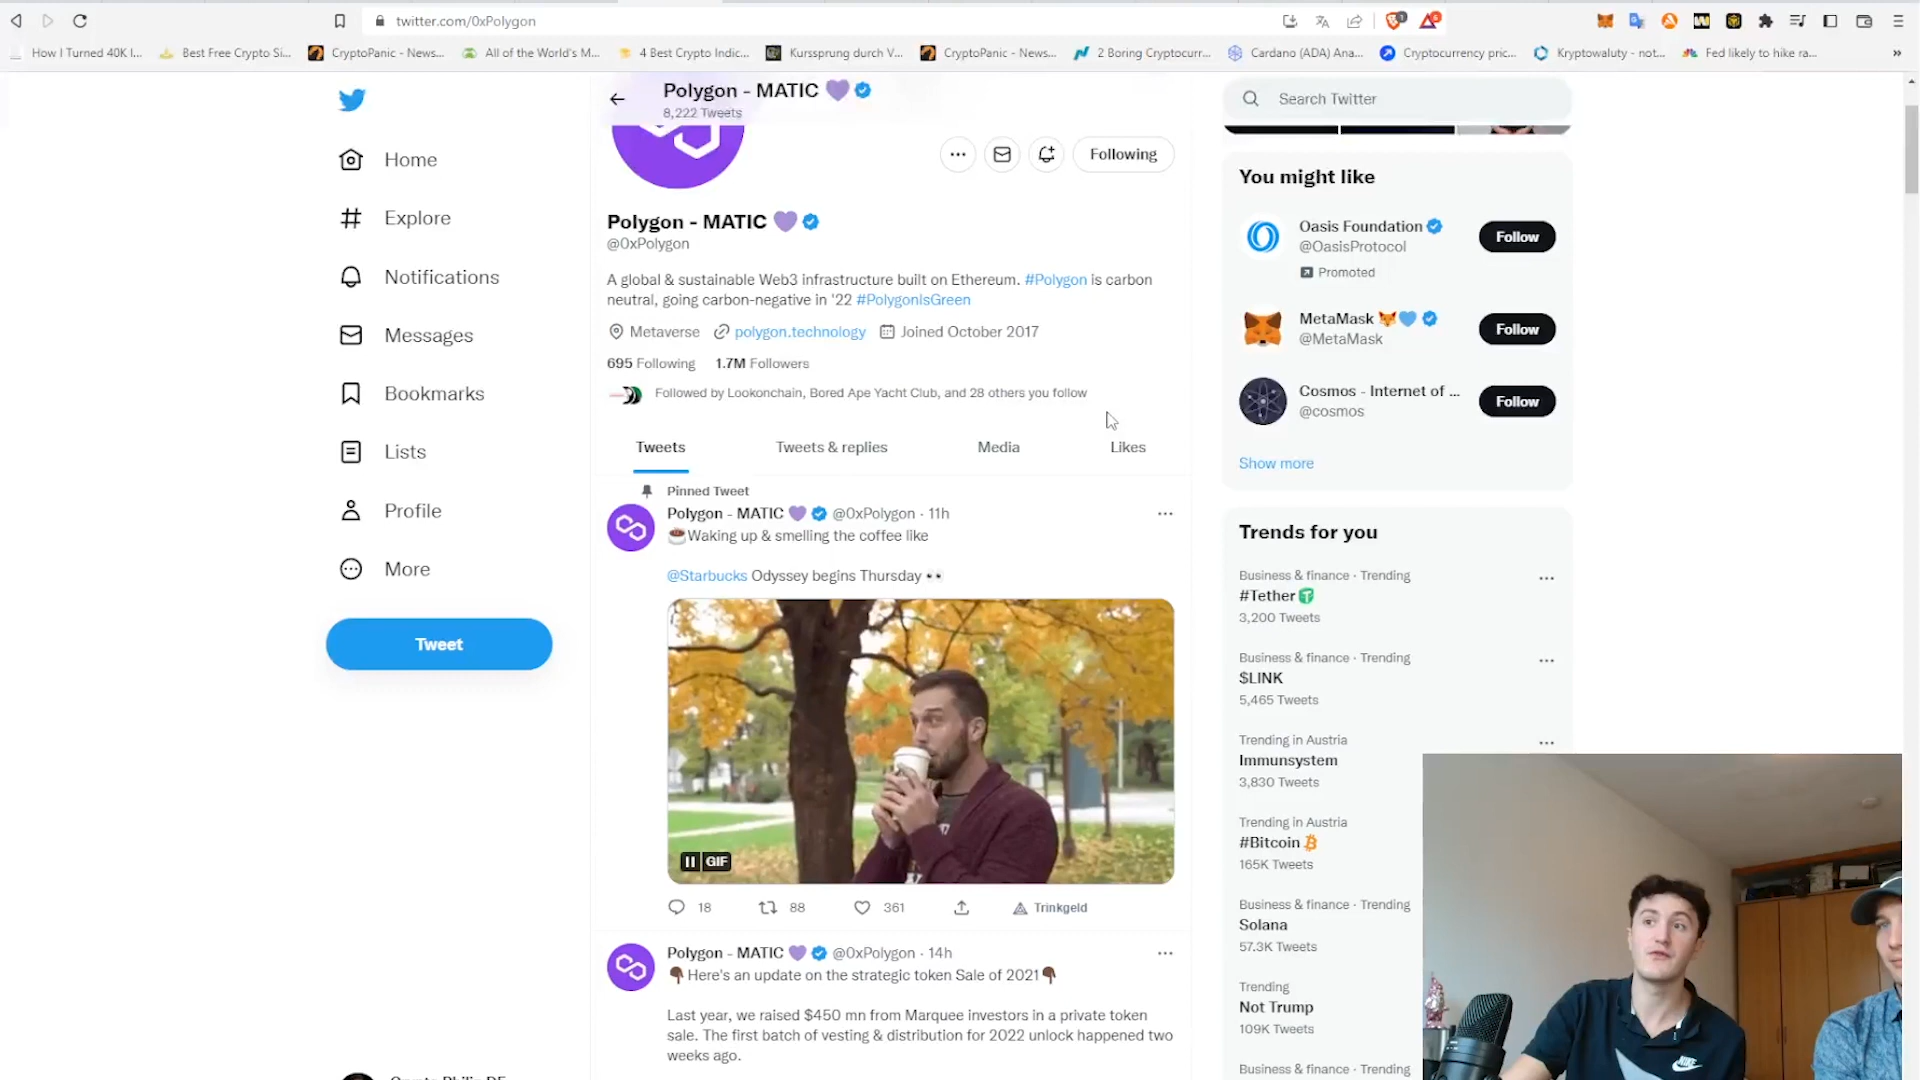 twitter.com/0xPolygon
How I Turned 40K I...
Best Free Crypto Si...
CryptoPanic - News...
All of the World's M...
4 Best Crypto Indic...
Kurssprung durch V...
CryptoPanic - News...
2 Boring Cryptocurr...
Cardano (ADA) Ana...
Cryptocurrency pric...
Kryptowaluty - not...
Fed likely to hike ra...
Home
Explore
Notifications
Messages
Bookmarks
Lists
Profile
More
Tweet
Polygon - MATIC 💜
8,222 Tweets
Following
Polygon - MATIC 💜
@0xPolygon
A global & sustainable Web3 infrastructure built on Ethereum. #Polygon is carbon
neutral, going carbon-negative in '22 #PolygonIsGreen
Metaverse polygon.technology Joined October 2017
695 Following 1.7M Followers
Followed by Lookonchain, Bored Ape Yacht Club, and 28 others you follow
Tweets Tweets & replies Media Likes
Pinned Tweet
Polygon - MATIC 💜 @0xPolygon · 11h
☕Waking up & smelling the coffee like
@Starbucks Odyssey begins Thursday 👀
GIF
18 88 361 Trinkgeld
Polygon - MATIC 💜 @0xPolygon · 14h
👇🏿Here's an update on the strategic token Sale of 2021👇🏿
Last year, we raised $450 mn from Marquee investors in a private token
sale. The first batch of vesting & distribution for 2022 unlock happened two
weeks ago.
Search Twitter
You might like
Oasis Foundation
@OasisProtocol
Promoted
Follow
MetaMask 🦊💙
@MetaMask
Follow
Cosmos - Internet of ...
@cosmos
Follow
Show more
Trends for you
Business & finance · Trending
#Tether
3,200 Tweets
Business & finance · Trending
$LINK
5,465 Tweets
Trending in Austria
Immunsystem
3,830 Tweets
Trending in Austria
#Bitcoin
165K Tweets
Business & finance · Trending
Solana
57.3K Tweets
Trending
Not Trump
109K Tweets
Business & finance · Trending
NIKE